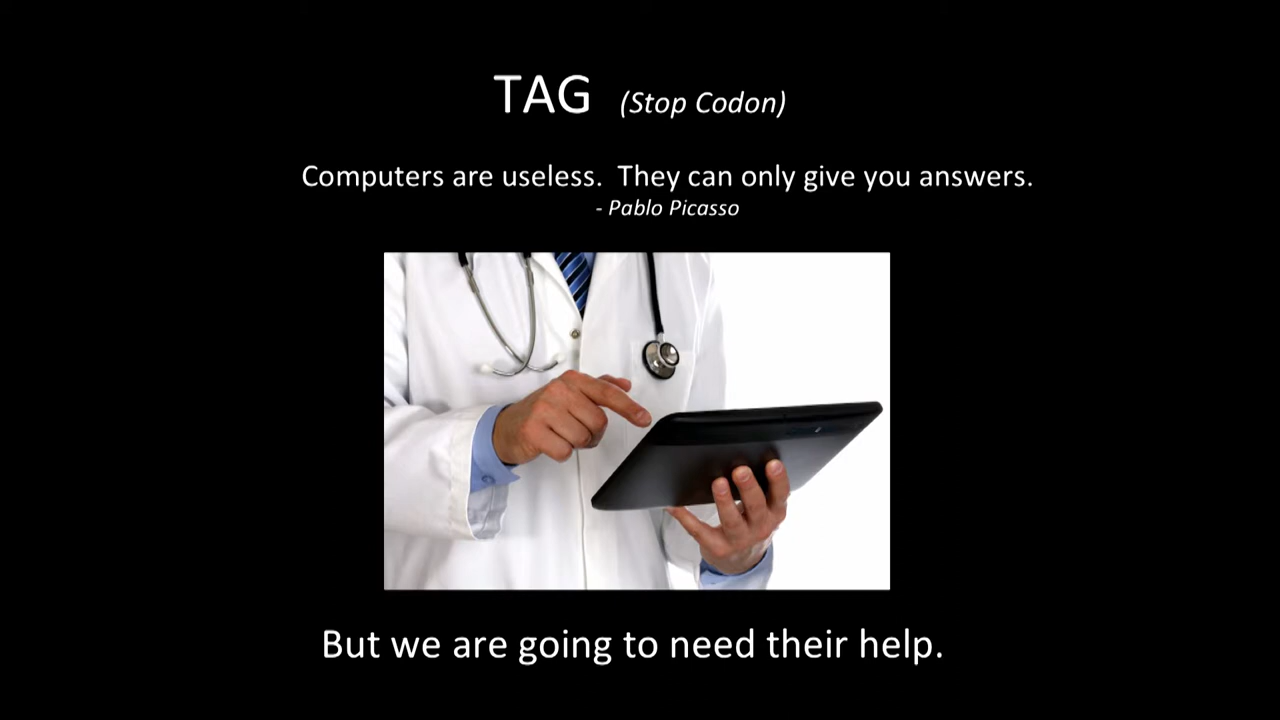 TAG (Stop Codon)
Computers are useless. They can only give you answers.
- Pablo Picasso
But we are going to need their help.